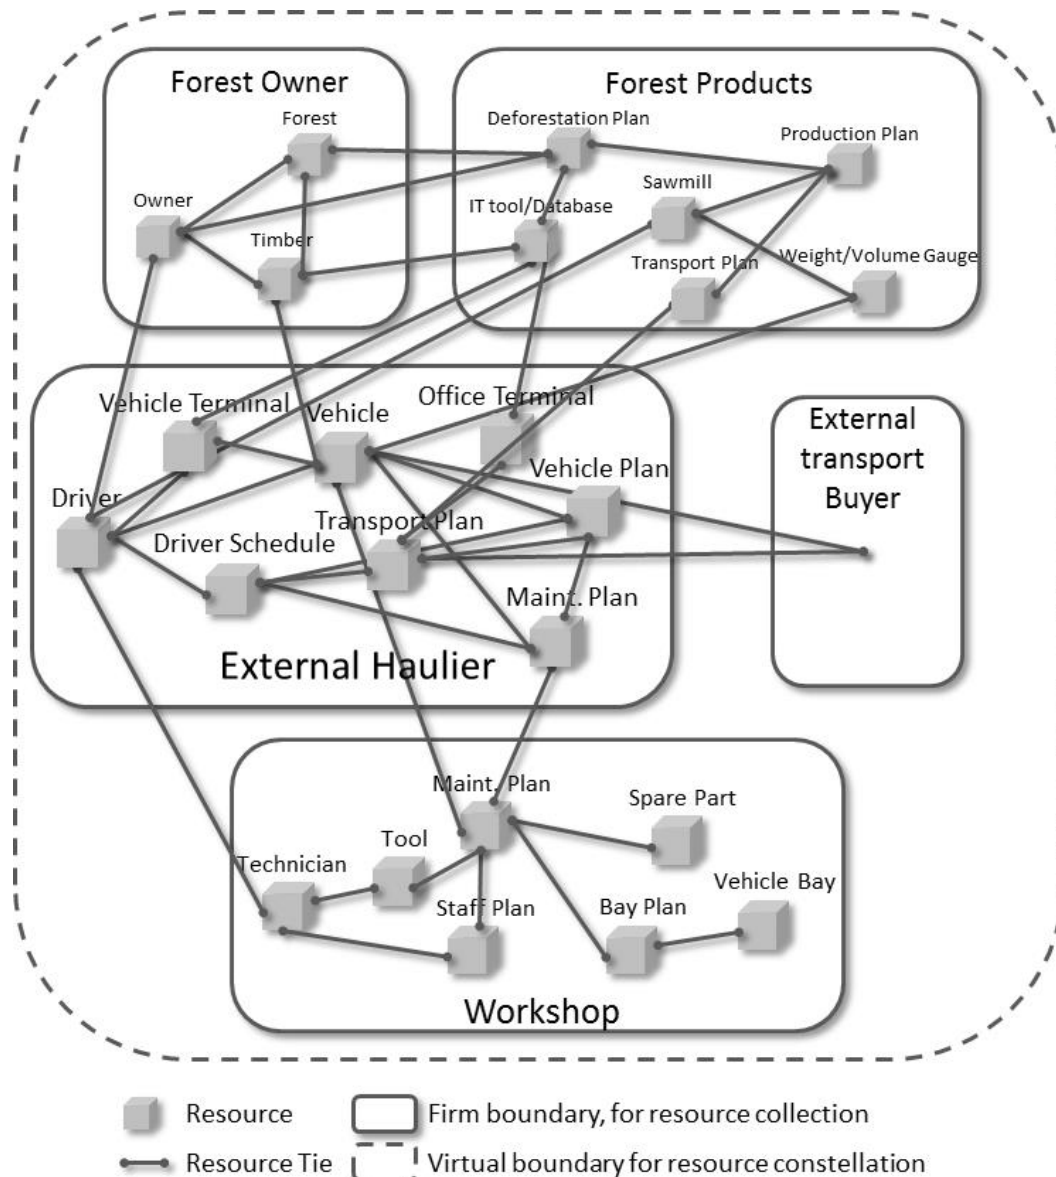 Forest Owner
Forest Products
Forest
Deforestation Plan
Production Plan
Sawmill
Owner
IT tool/Database
Timber
Transport Plan
Weight/Volume Gauge
Office Terminal
Vehicle Terminal
Vehicle
External
transport
Buyer
Vehicle Plan
Driver
Transport Plan
Driver Schedule
Maint. Plan
External Haulier
Maint. Plan
Spare Part
Tool
Technician
Vehicle Bay
Staff Plan
Bay Plan
Workshop
Resource
Firm boundary, for resource collection
Resource Tie
Virtual boundary for resource constellation